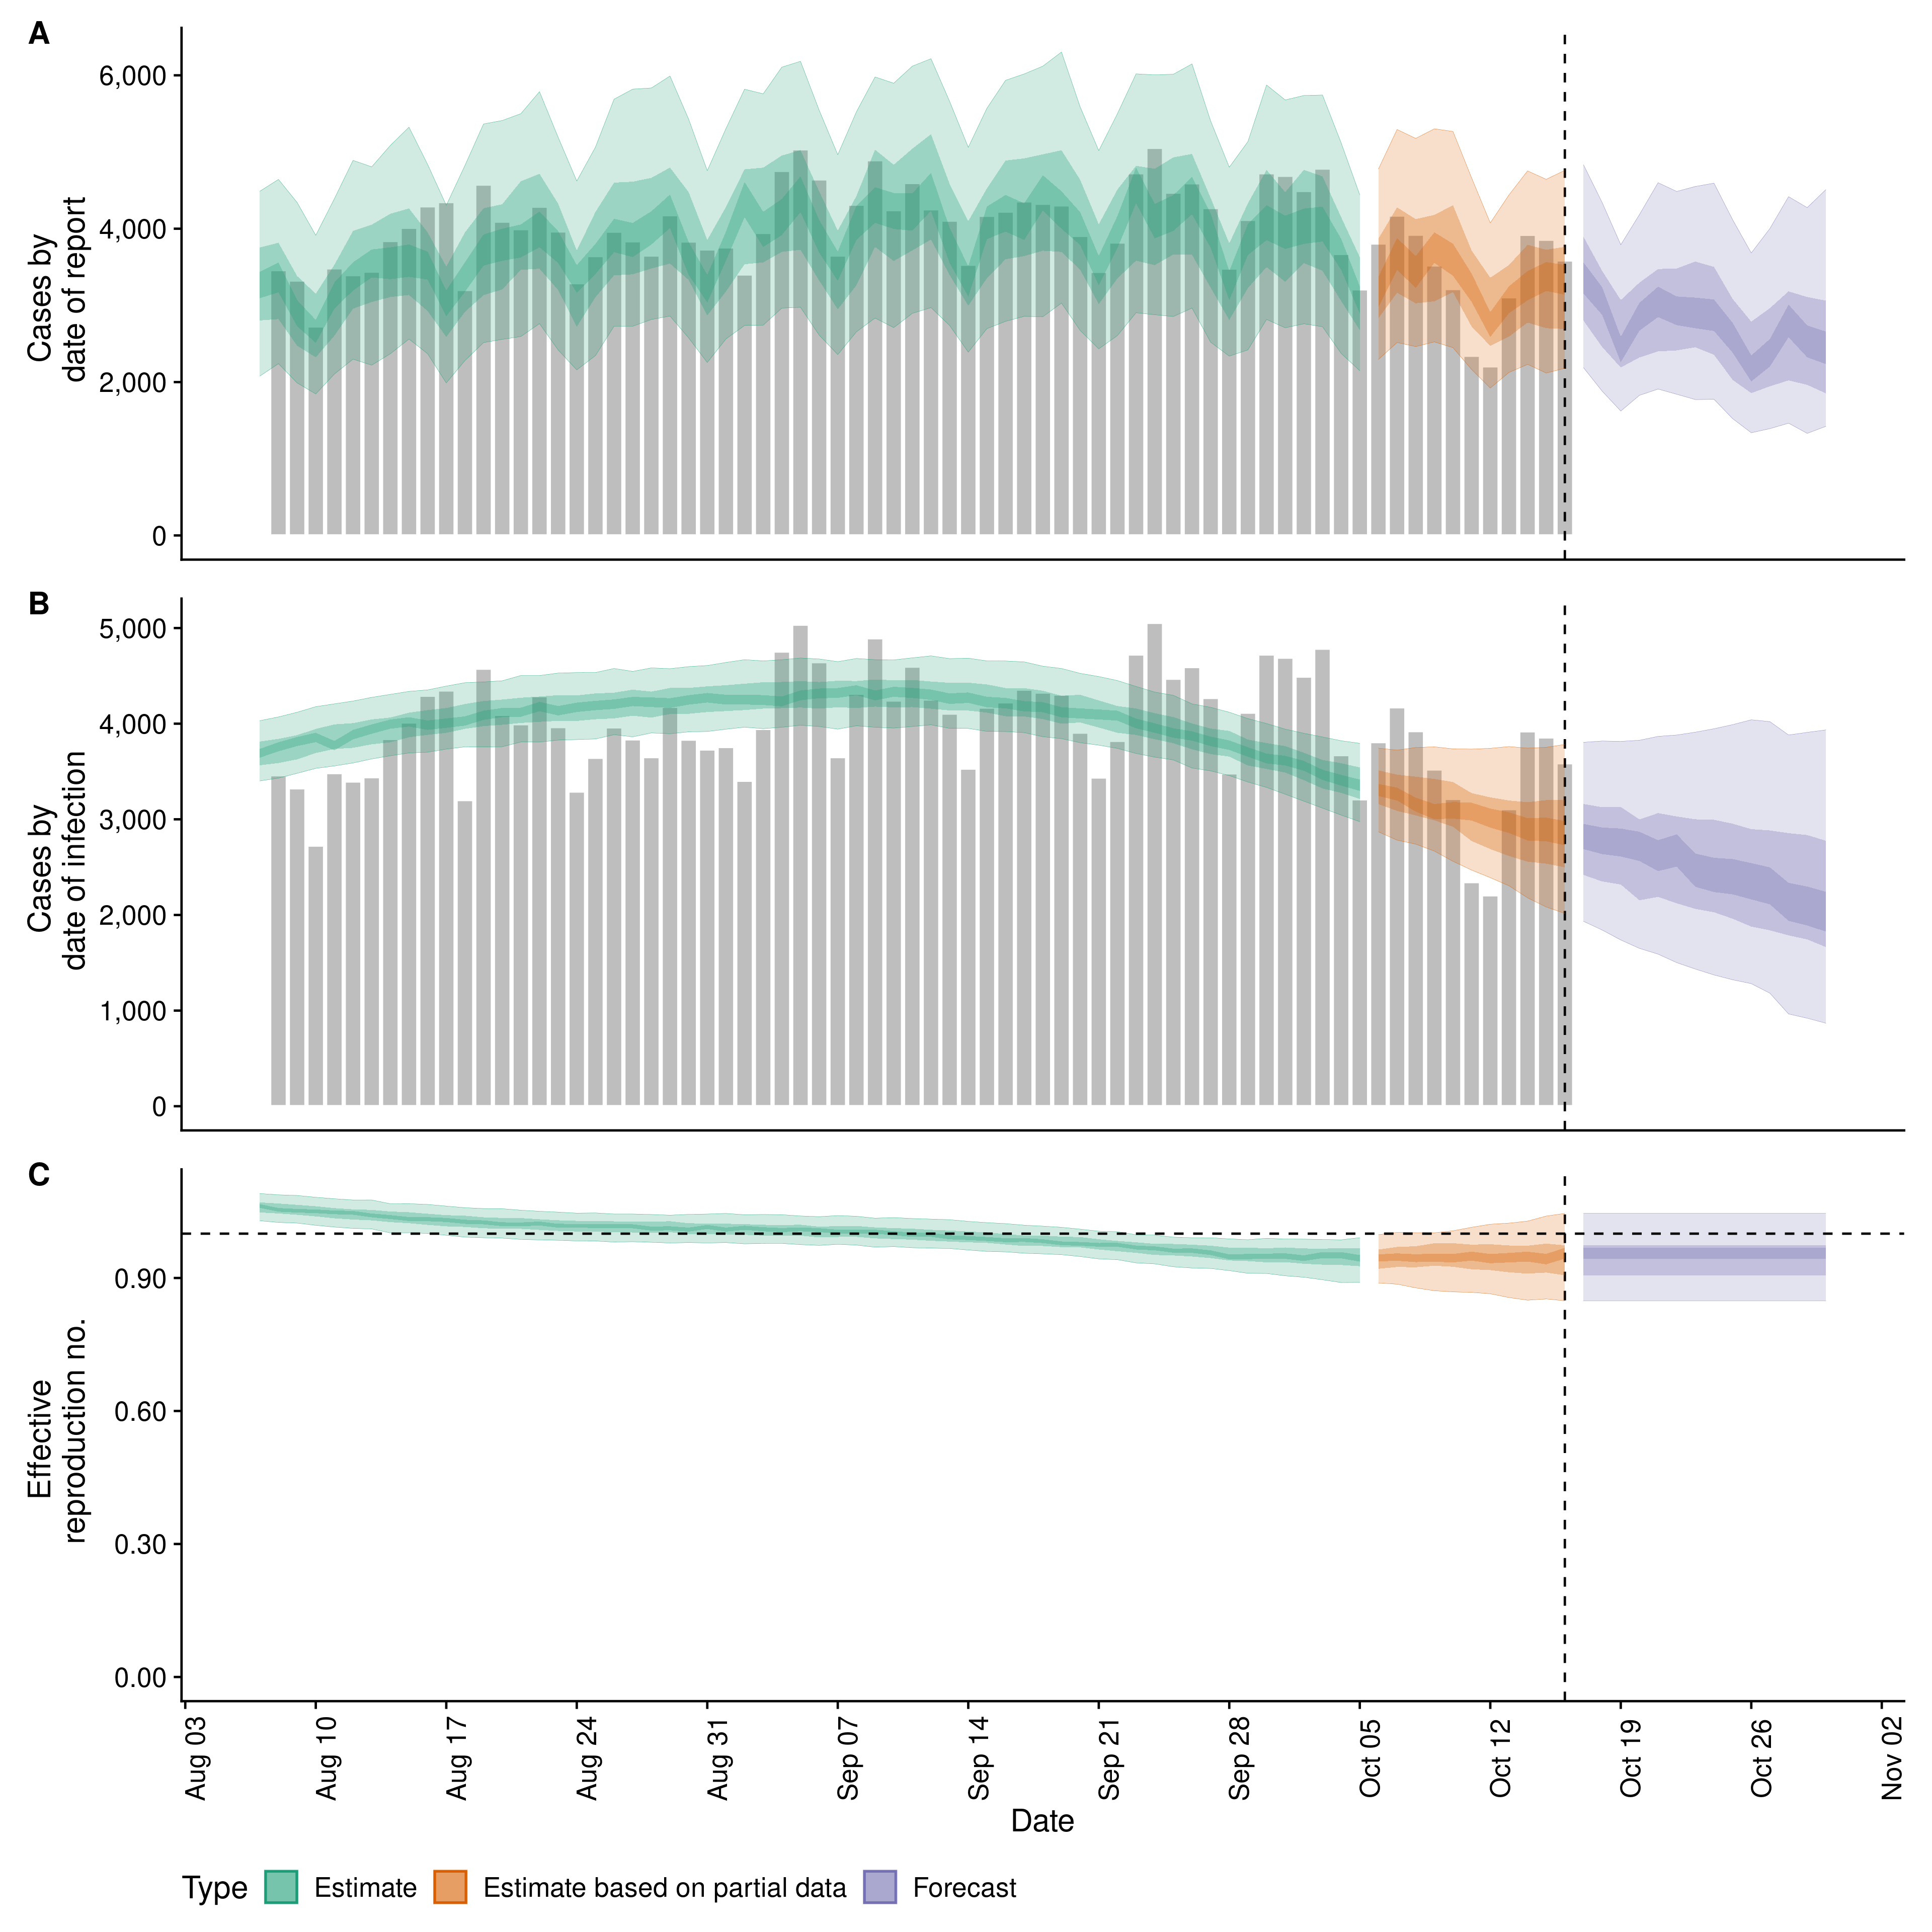 A
Cases by
date of report
6,000
4,000
2,000
0
B
Cases by
date of infection
5,000
4,000
3,000
2,000
1,000
0
C
Effective
reproduction no.
0.90
0.60
0.30
0.00
Aug 03
Aug 10
Aug 17
Aug 24
Aug 31
Sep 07
Sep 14
Sep 21
Sep 28
Oct 05
Oct 12
Oct 19
Oct 26
Nov 02
Date
Type Estimate Estimate based on partial data Forecast